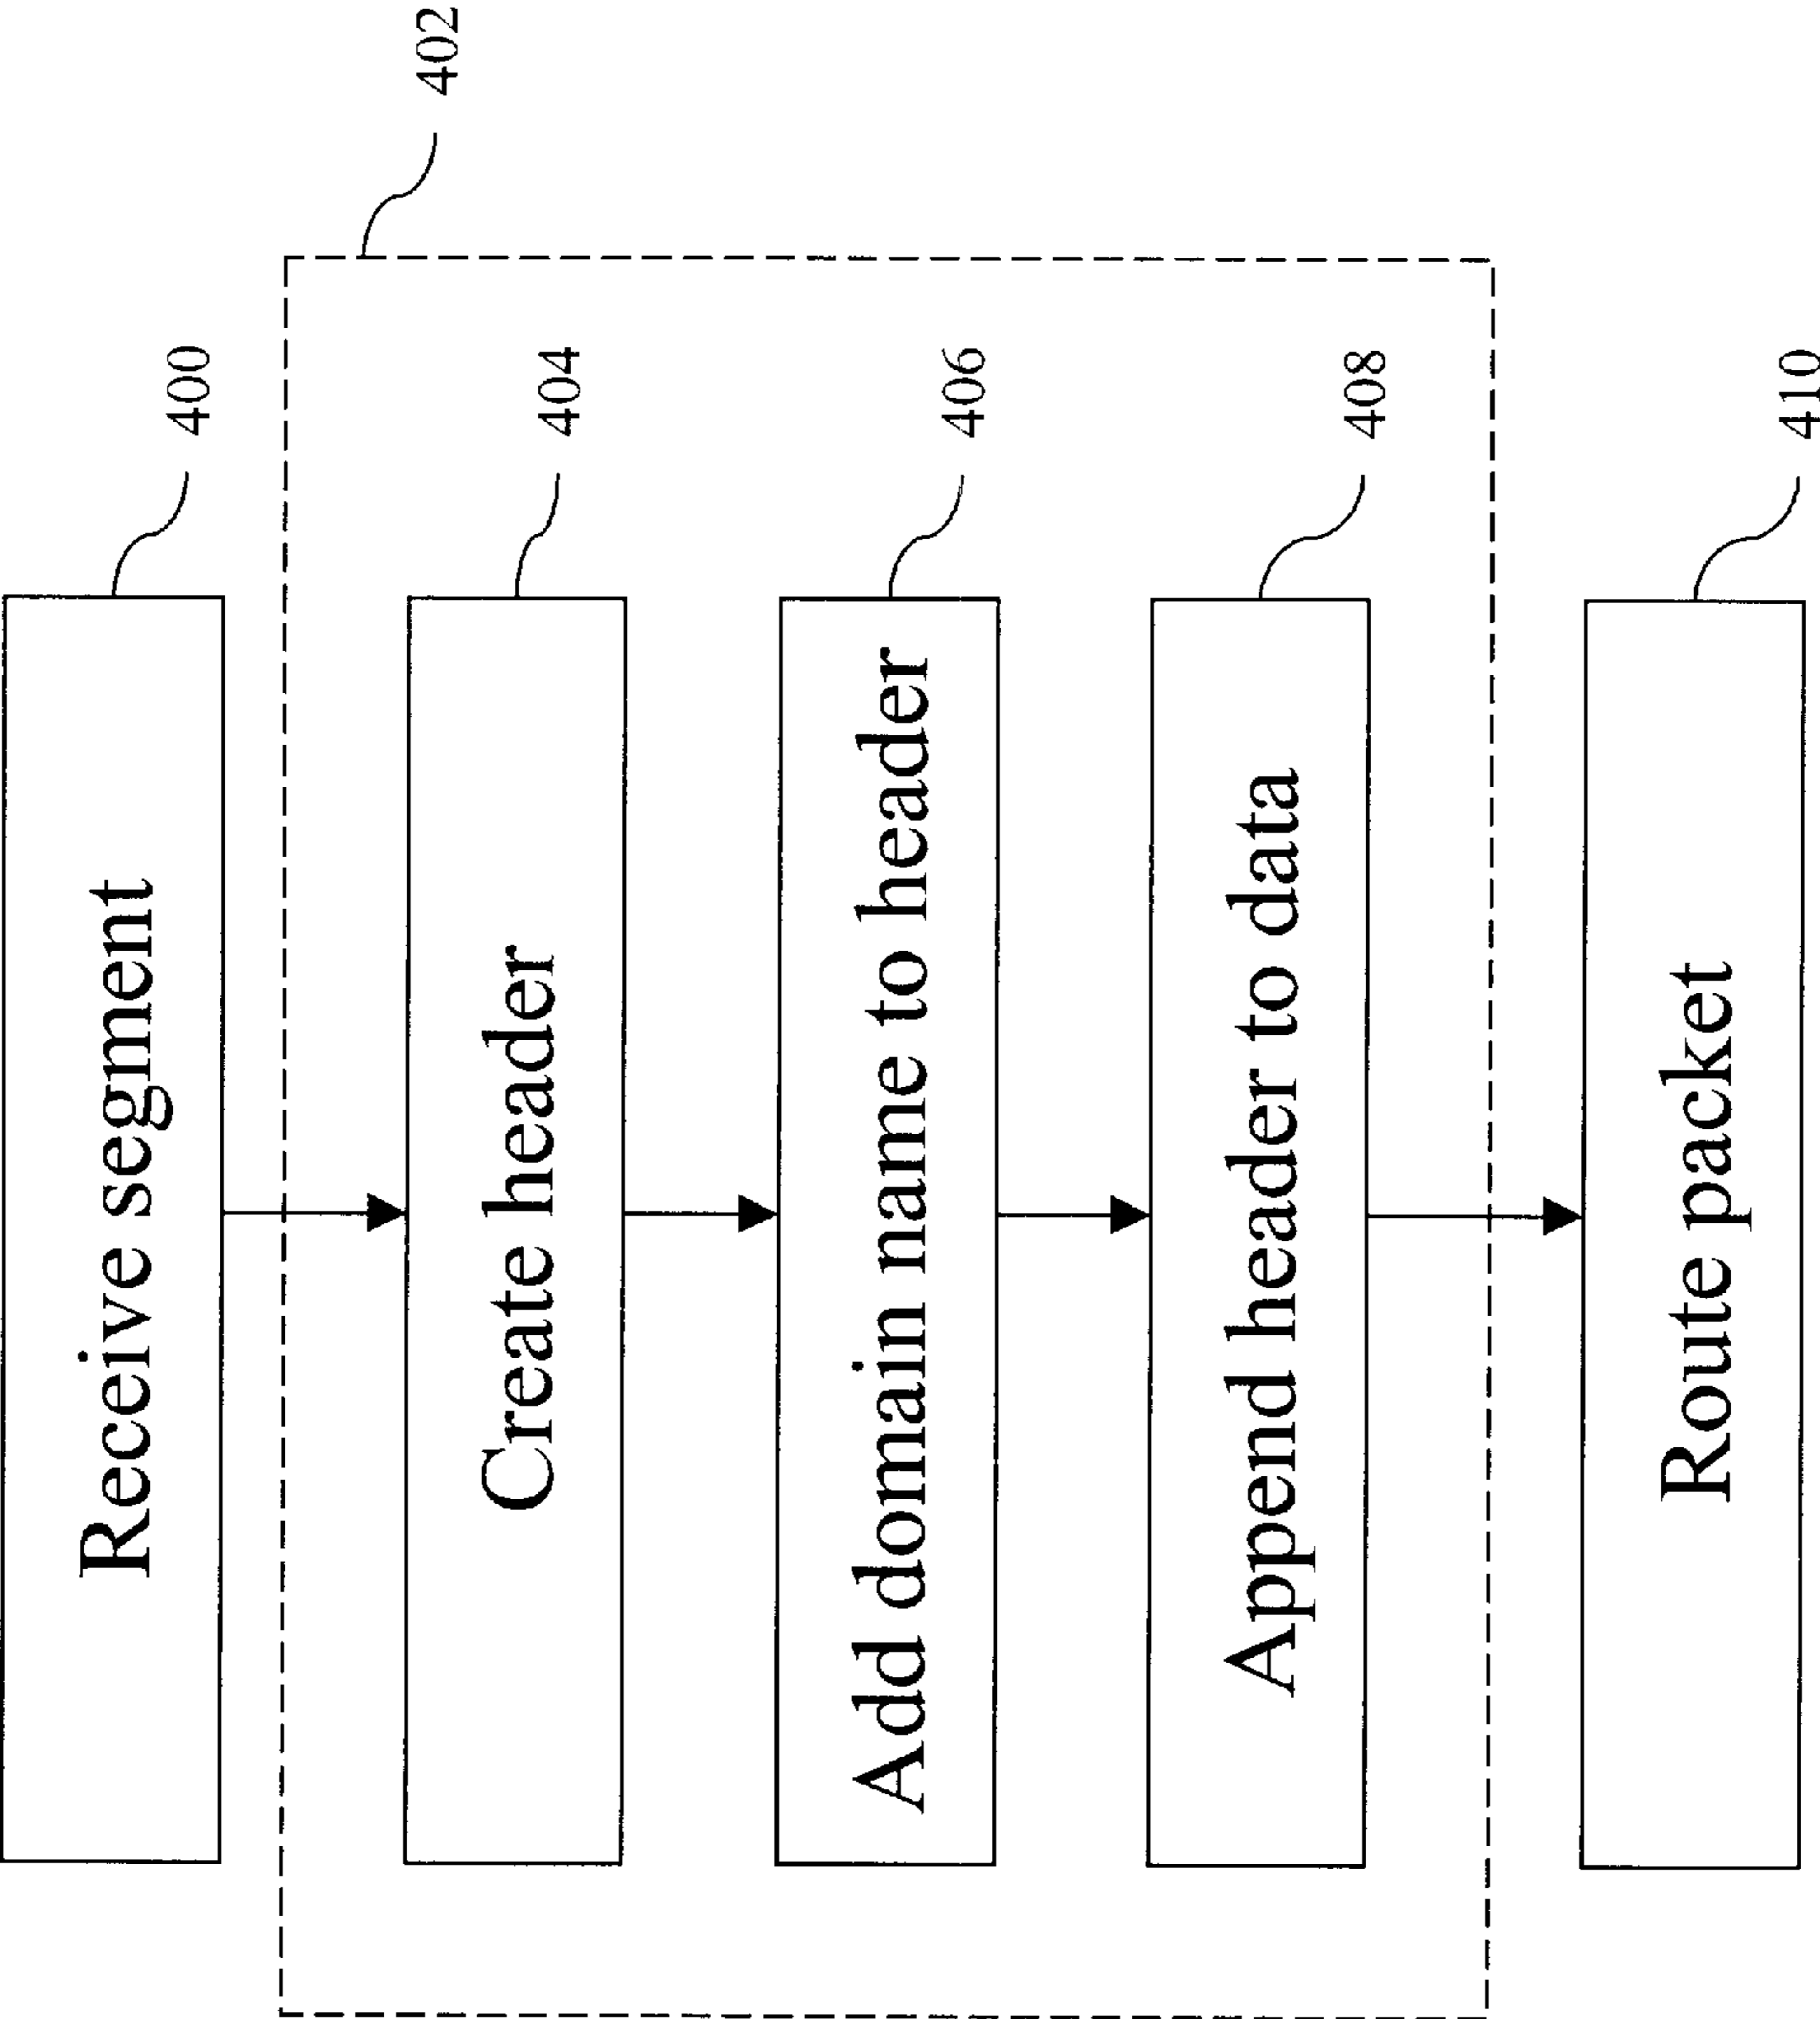 402
Receive segment
400
Create header
404
Add domain name to header
406
Append header to data
408
Route packet
410